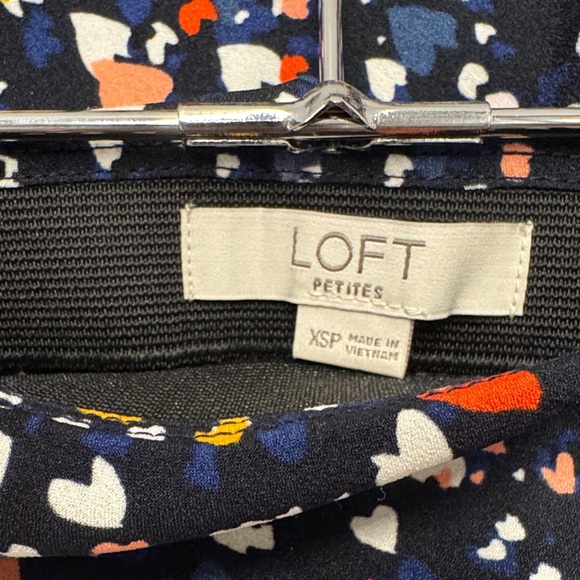 LOFT
PETITES
XSP MADE IN
VIETNAM